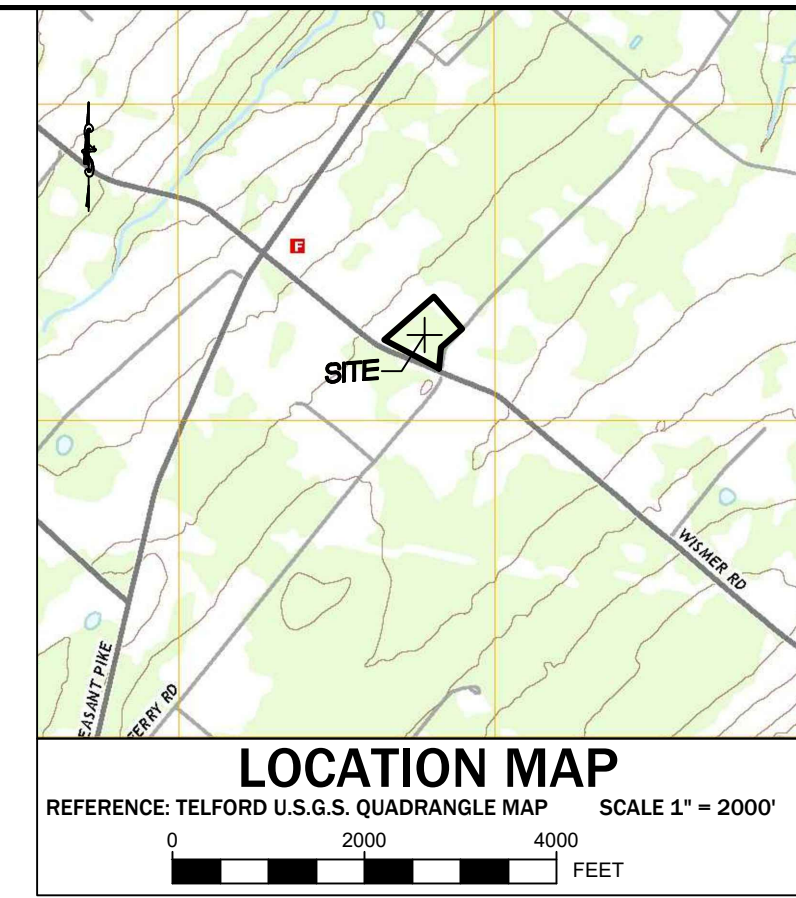 F
SITE
WISMER RD
EASANT PIKE
FERRY RD
LOCATION MAP
REFERENCE: TELFORD U.S.G.S. QUADRANGLE MAP SCALE 1" = 2000'
0 2000 4000
FEET